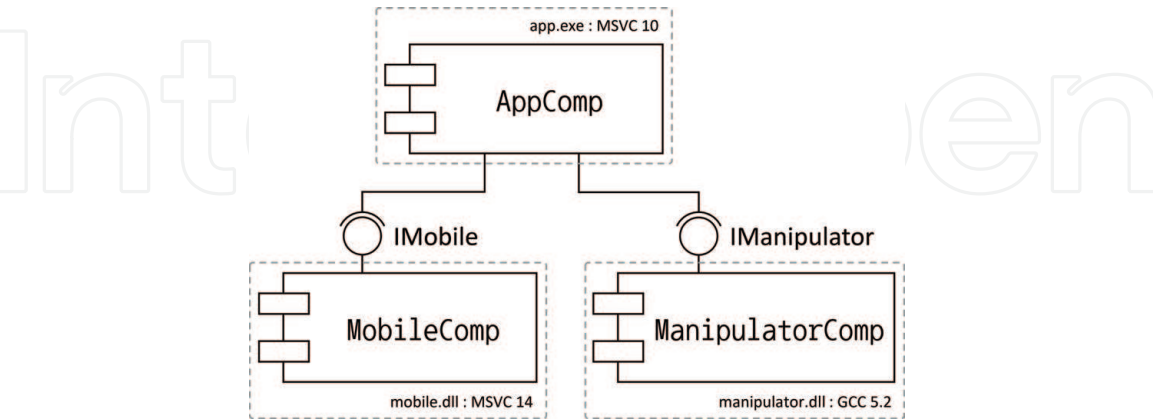 app.exe : MSVC 10
AppComp
IMobile
IManipulator
MobileComp
ManipulatorComp
mobile.dll : MSVC 14
manipulator.dll : GCC 5.2